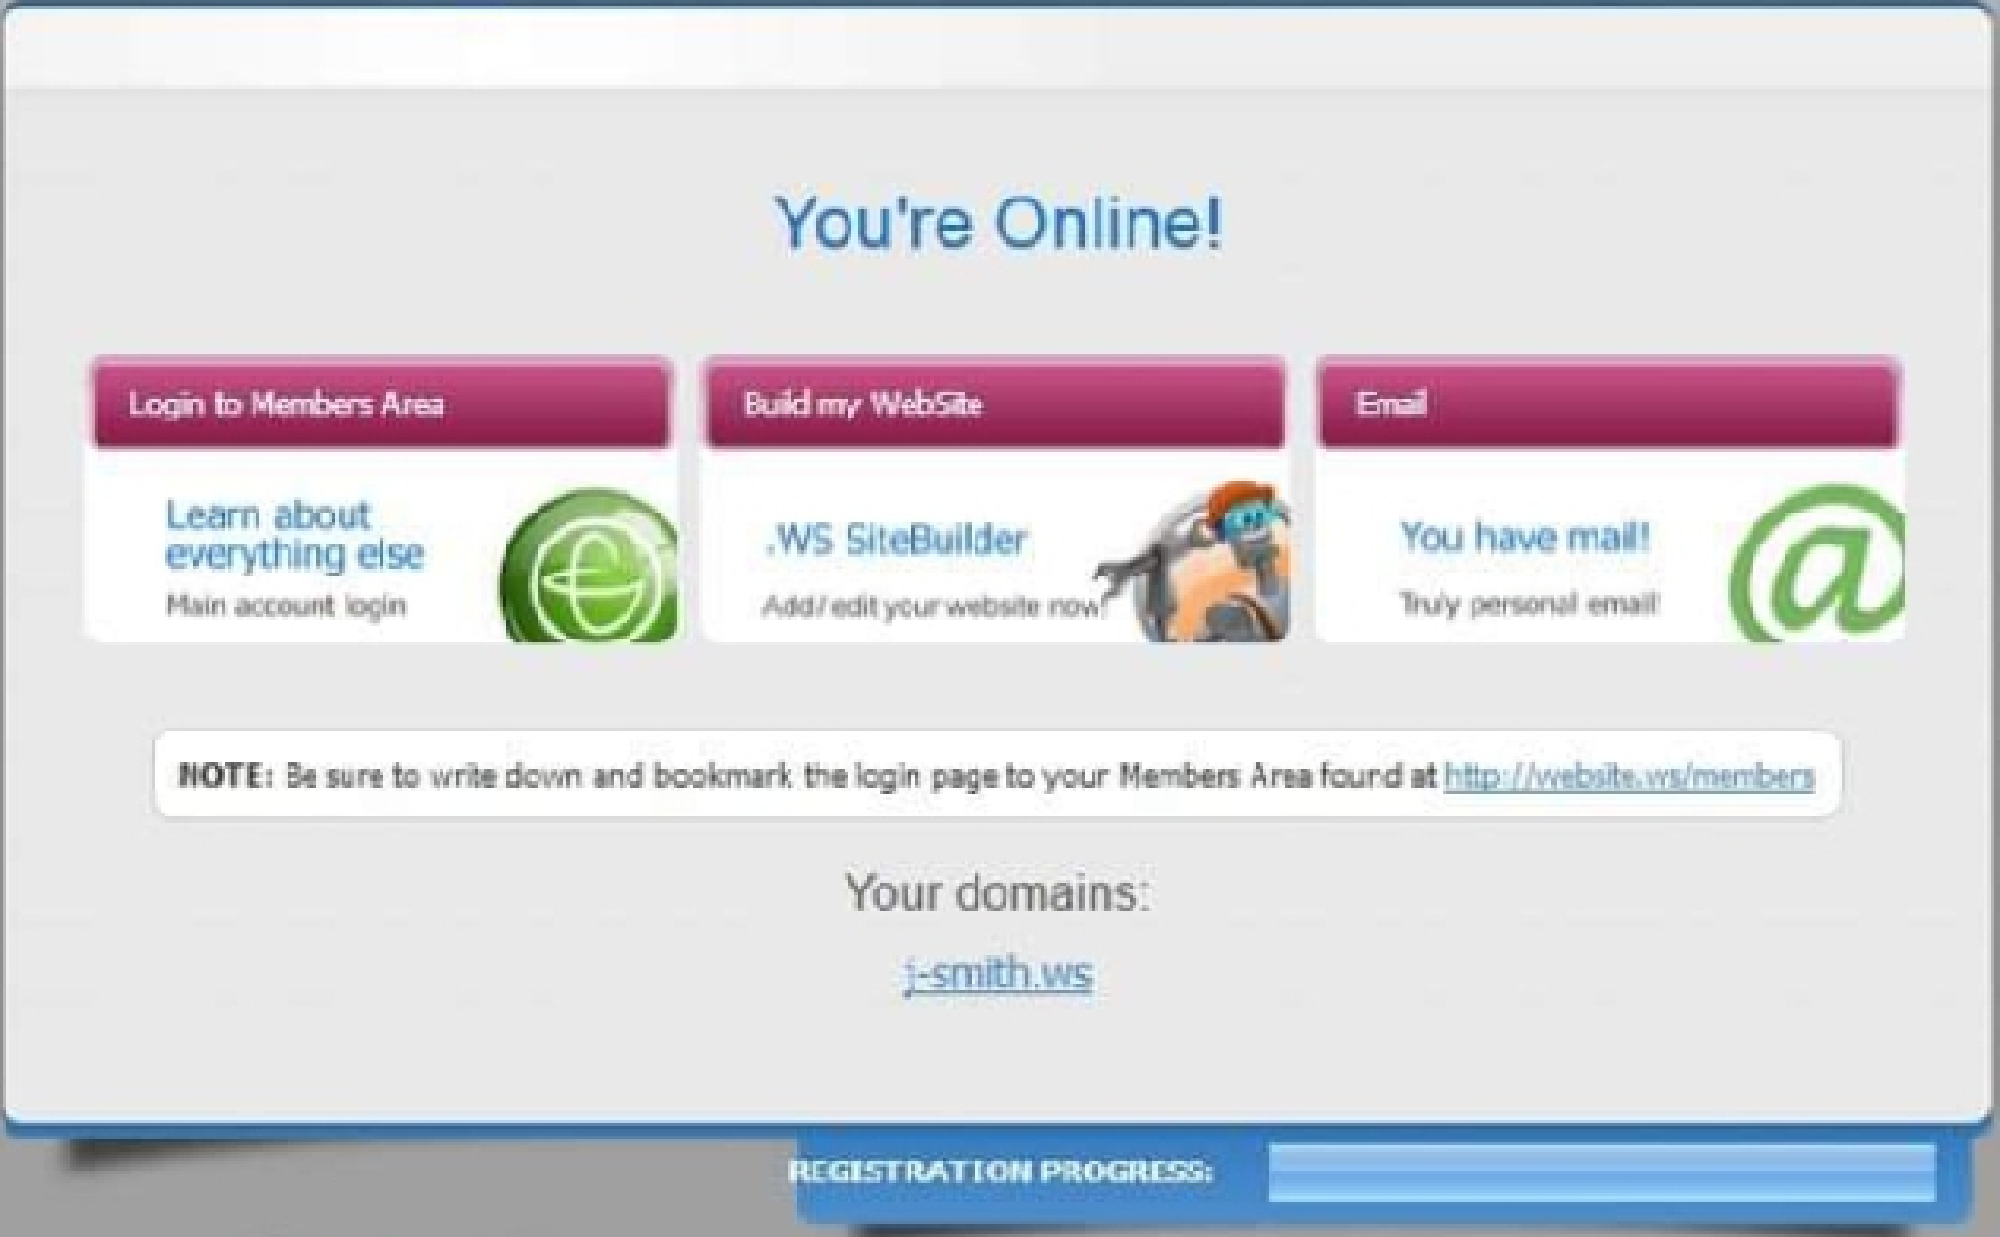 You're Online!
Login to Members Area
Learn about
everything else
Main account login
Build my WebSite
.WS SiteBuilder
Add/edit your website now!
Email
You have mail!
Truly personal email!
NOTE: Be sure to write down and bookmark the login page to your Members Area found at http://website.ws/members
Your domains:
j-smith.ws
REGISTRATION PROGRESS: